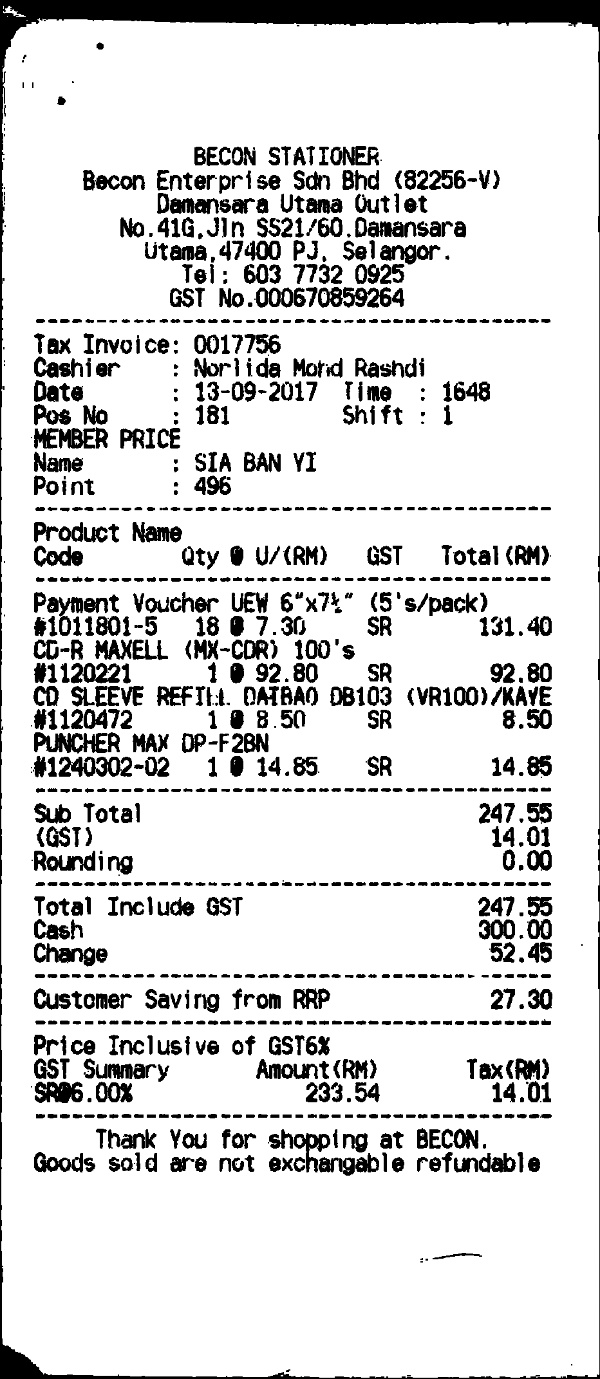 BECON STATIONER
Becon Enterprise Sdn Bhd (82256-V)
Damansara Utama Outlet
No.41G,Jln SS21/60,Damansara
Utama,47400 PJ, Selangor.
Tel: 603 7732 0925
GST No.000670859264
Tax Invoice: 0017756
Cashier : Norlida Mohd Rashdi
Date : 13-09-2017 Time : 1648
Pos No : 181 Shift : 1
MEMBER PRICE
Name : SIA BAN YI
Point : 496
Product Name
Code Qty @ U/(RM) GST Total(RM)
Payment Voucher UEW 6"x7½" (5's/pack)
#1011801-5 18 @ 7.30 SR 131.40
CD-R MAXELL (MX-CDR) 100's
#1120221 1 @ 92.80 SR 92.80
CD SLEEVE REFILL DAIBAO DB103 (VR100)/KAYE
#1120472 1 @ 8.50 SR 8.50
PUNCHER MAX DP-F2BN
#1240302-02 1 @ 14.85 SR 14.85
Sub Total 247.55
(GST) 14.01
Rounding 0.00
Total Include GST 247.55
Cash 300.00
Change 52.45
Customer Saving from RRP 27.30
Price Inclusive of GST6%
GST Summary Amount(RM) Tax(RM)
SR@6.00% 233.54 14.01
Thank You for shopping at BECON.
Goods sold are not exchangable refundable